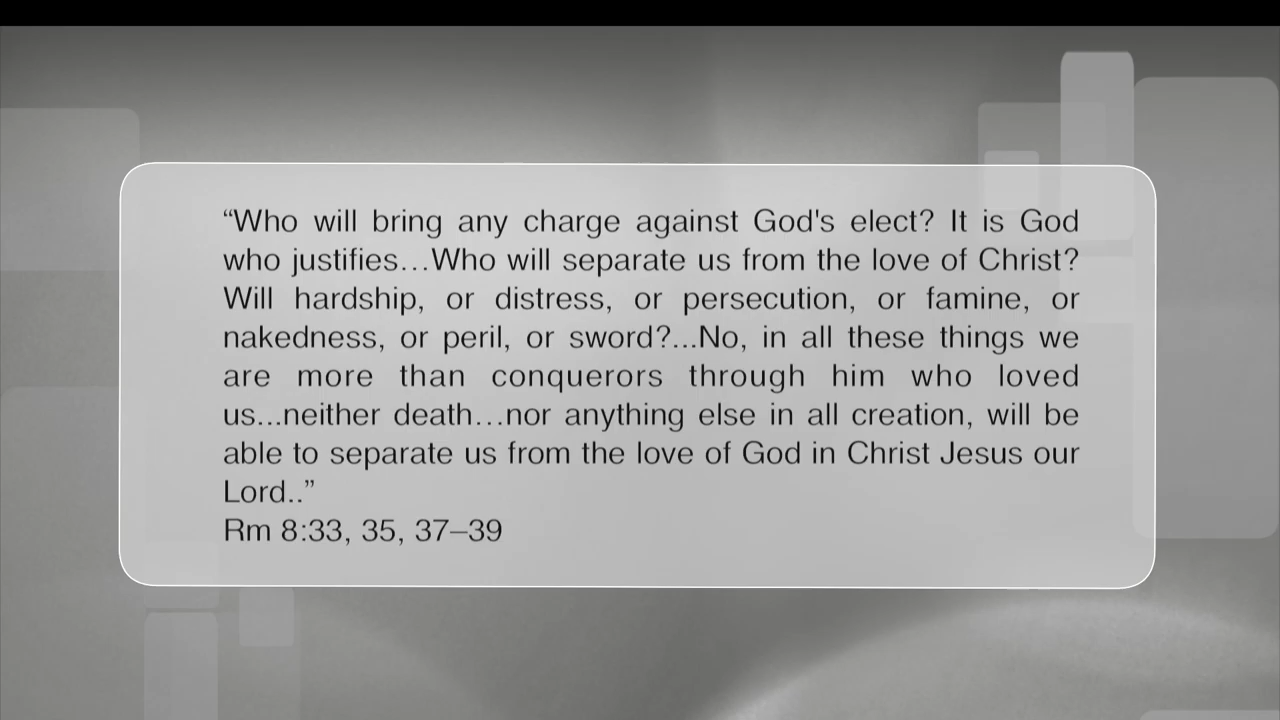 “Who will bring any charge against God's elect? It is God
who justifies…Who will separate us from the love of Christ?
Will hardship, or distress, or persecution, or famine, or
nakedness, or peril, or sword?...No, in all these things we
are more than conquerors through him who loved
us...neither death…nor anything else in all creation, will be
able to separate us from the love of God in Christ Jesus our
Lord..”
Rm 8:33, 35, 37–39